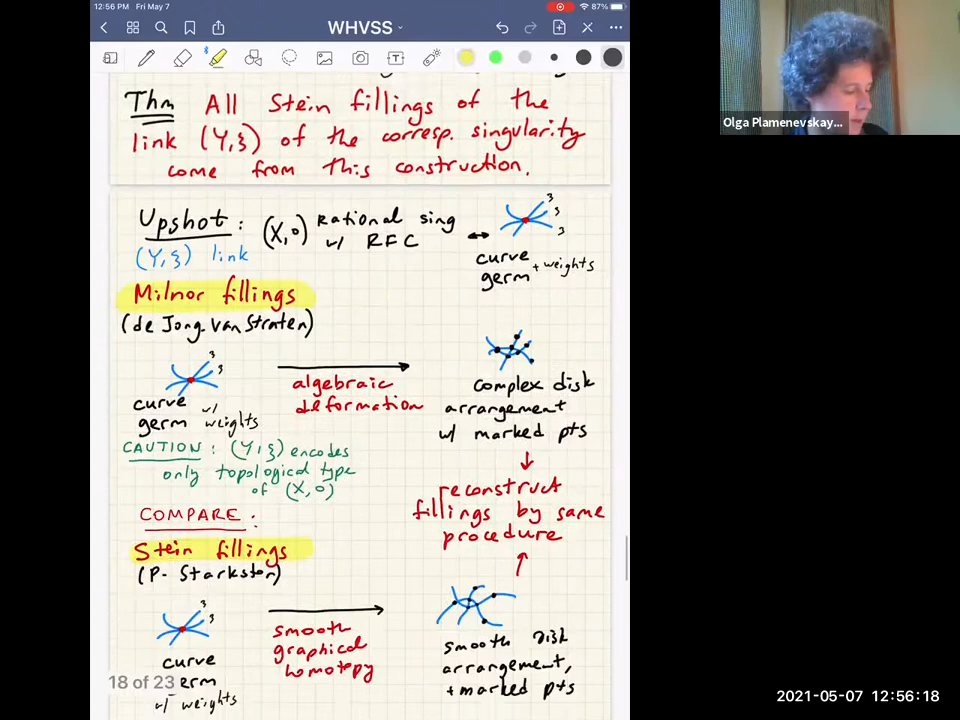 12:56 PM Fri May 7
87%
WHVSS
Thm All Stein fillings of the
link (Y,ξ) of the corresp. singularity
come from this construction.
Upshot: (X,0) rational sing
w/ RFC
3
3
3
(Y,ξ) link
curve
germ + weights
Milnor fillings
(de Jong-van Straten)
3
3
curve
germ w/
weights
algebraic
deformation
complex disk
arrangement
w/ marked pts
CAUTION: (Y,ξ) encodes
only topological type
of (X,0)
reconstruct
fillings by same
procedure
COMPARE:
Stein fillings
(P- Starkston)
3
3
curve
erm
w/ weights
smooth
graphical
homotopy
smooth disk
arrangement,
+marked pts
18 of 23
Olga Plamenevskay...
2021-05-07 12:56:18